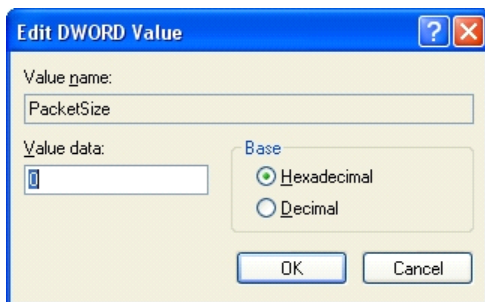 Edit DWORD Value
Value name:
PacketSize
Value data:
0
Base
Hexadecimal
Decimal
OK
Cancel